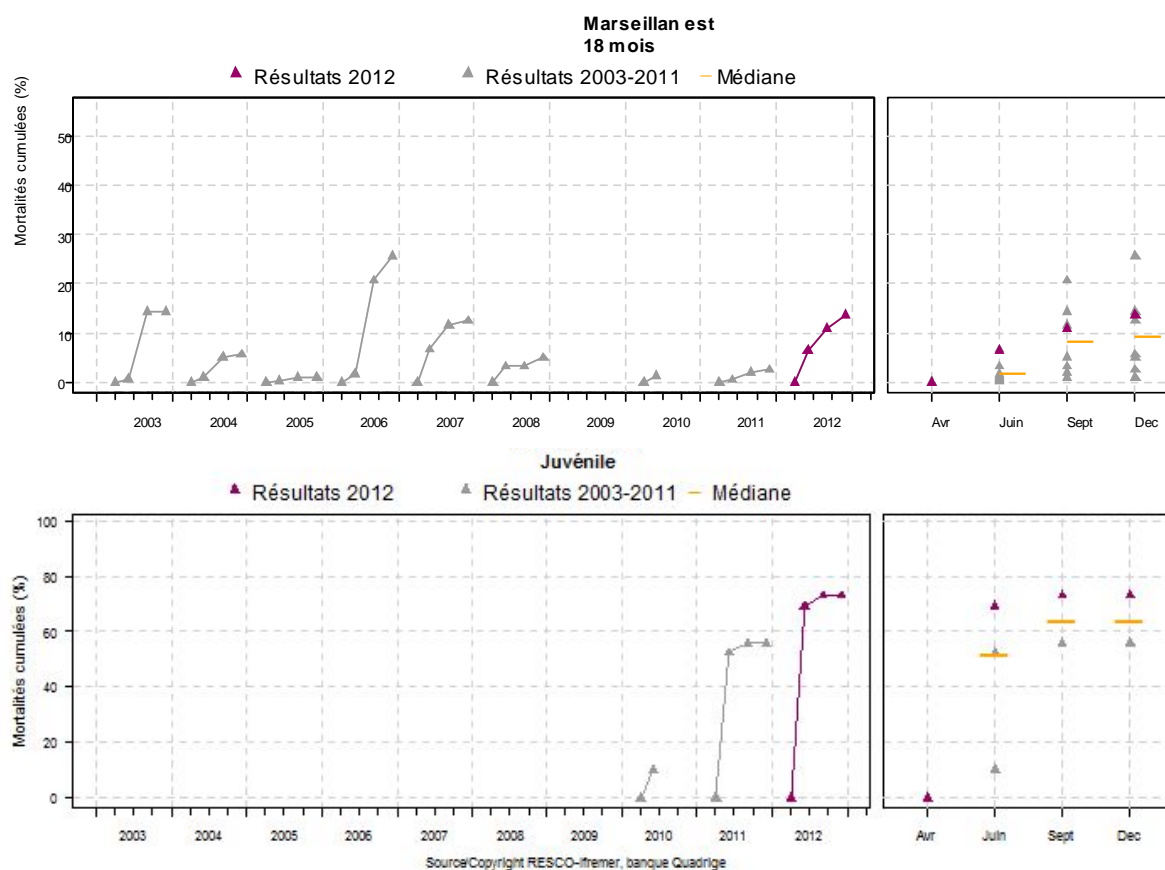 Marseillan est
18 mois
Résultats 2012 Résultats 2003-2011 Médiane
Mortalités cumulées (%)
50
40
30
20
10
0
2003 2004 2005 2006 2007 2008 2009 2010 2011 2012
Avr Juin Sept Dec
Juvénile
Résultats 2012 Résultats 2003-2011 Médiane
Mortalités cumulées (%)
100
80
60
40
20
0
2003 2004 2005 2006 2007 2008 2009 2010 2011 2012
Avr Juin Sept Dec
Source/Copyright RESCO-Ifremer, banque Quadrige